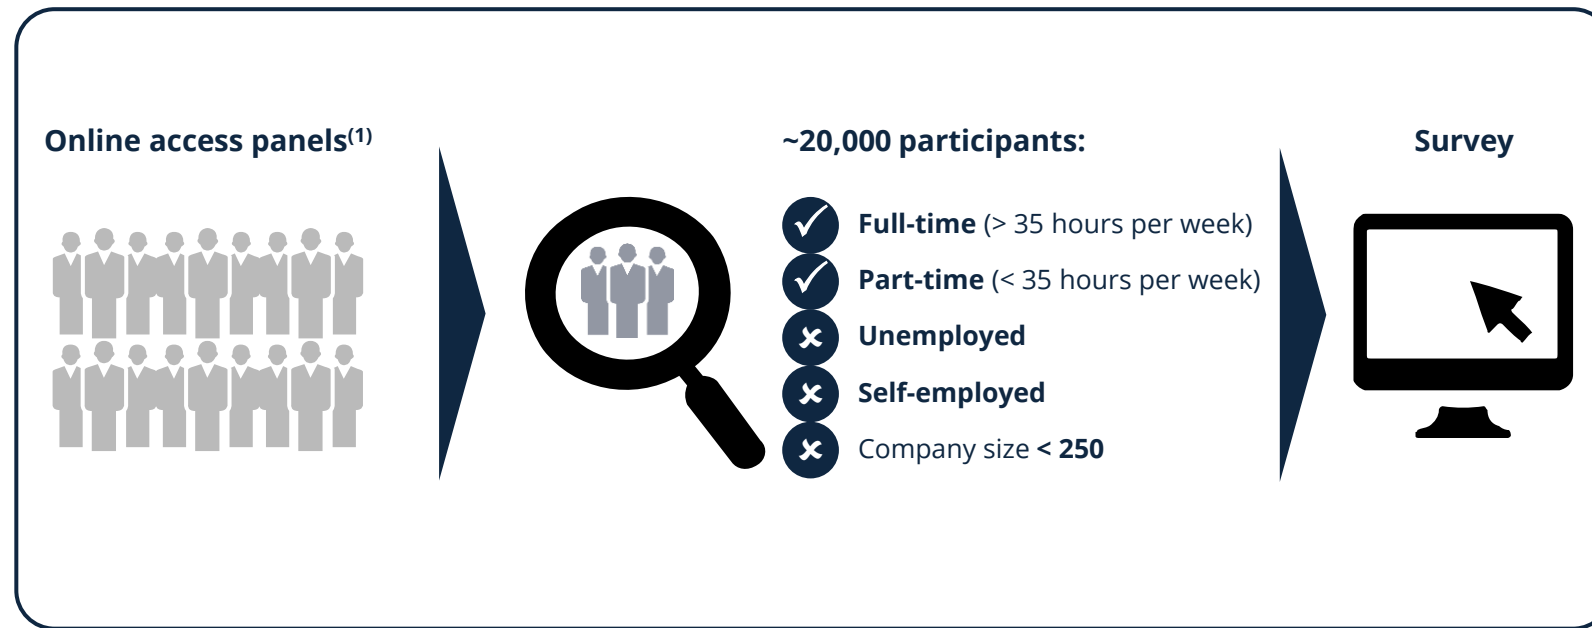 Online access panels(1)
~20,000 participants:
Full-time (> 35 hours per week)
Part-time (< 35 hours per week)
Unemployed
Self-employed
Company size < 250
Survey